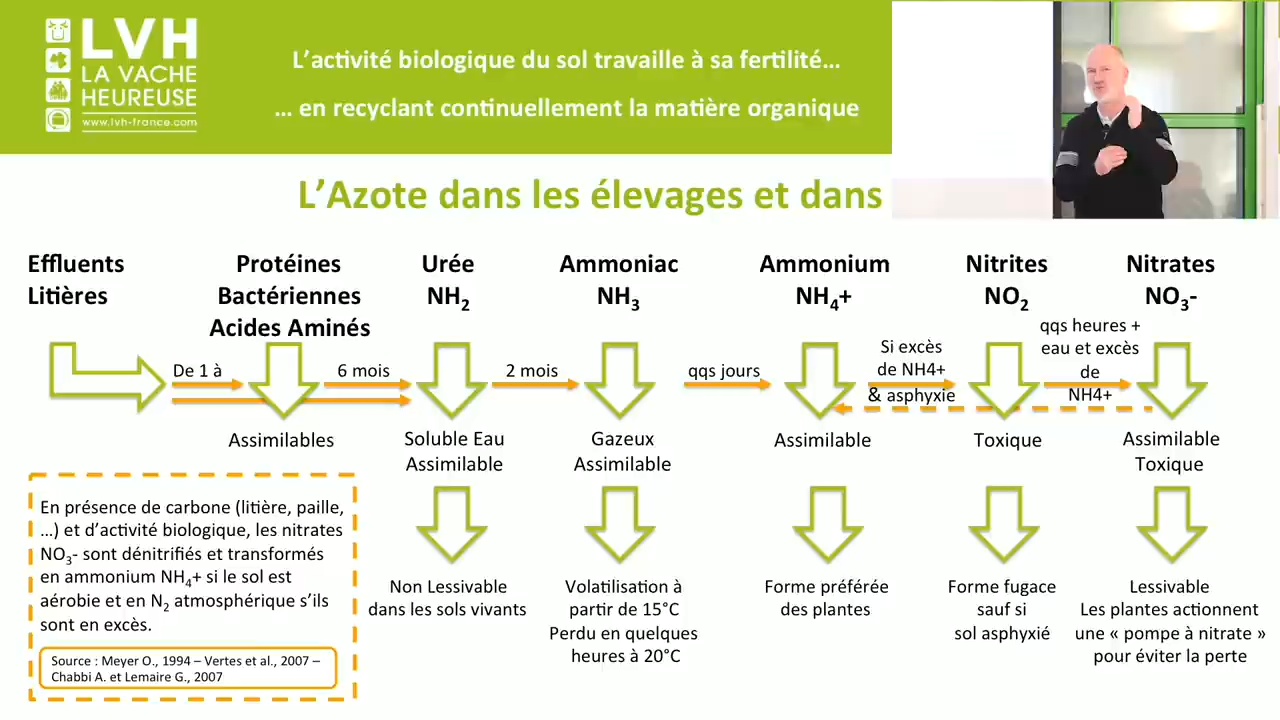 LVH
LA VACHE
HEUREUSE
www.lvh-france.com
L'activité biologique du sol travaille à sa fertilité…
… en recyclant continuellement la matière organique
L'Azote dans les élevages et dans
Effluents
Litières
Protéines
Bactériennes
Acides Aminés
Urée
NH2
Ammoniac
NH3
Ammonium
NH4+
Nitrites
NO2
Nitrates
NO3-
De 1 à
6 mois
2 mois
qqs jours
Si excès
de NH4+
& asphyxie
qqs heures +
eau et excès
de
NH4+
Assimilables
Soluble Eau
Assimilable
Gazeux
Assimilable
Assimilable
Toxique
Assimilable
Toxique
Non Lessivable
dans les sols vivants
Volatilisation à
partir de 15°C
Perdu en quelques
heures à 20°C
Forme préférée
des plantes
Forme fugace
sauf si
sol asphyxié
Lessivable
Les plantes actionnent
une « pompe à nitrate »
pour éviter la perte
En présence de carbone (litière, paille,
…) et d'activité biologique, les nitrates
NO3- sont dénitrifiés et transformés
en ammonium NH4+ si le sol est
aérobie et en N2 atmosphérique s'ils
sont en excès.
Source : Meyer O., 1994 – Vertes et al., 2007 –
Chabbi A. et Lemaire G., 2007